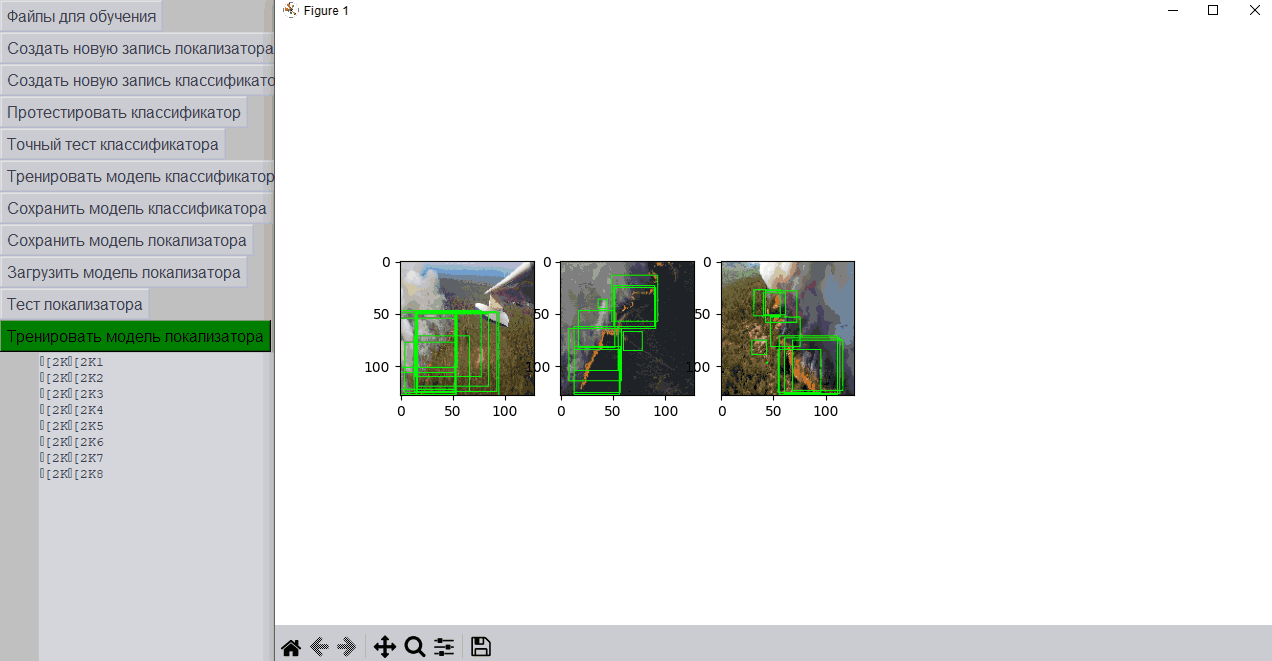 Файлы для обучения
Создать новую запись локализатора
Создать новую запись классификато
Протестировать классификатор
Точный тест классификатора
Тренировать модель классификатор
Сохранить модель классификатора
Сохранить модель локализатора
Загрузить модель локализатора
Тест локализатора
Тренировать модель локализатора
[2K[2K1
[2K[2K2
[2K[2K3
[2K[2K4
[2K[2K5
[2K[2K6
[2K[2K7
[2K[2K8
Figure 1
0
50
100
0 50 100
0
50
100
0 50 100
0
50
100
0 50 100